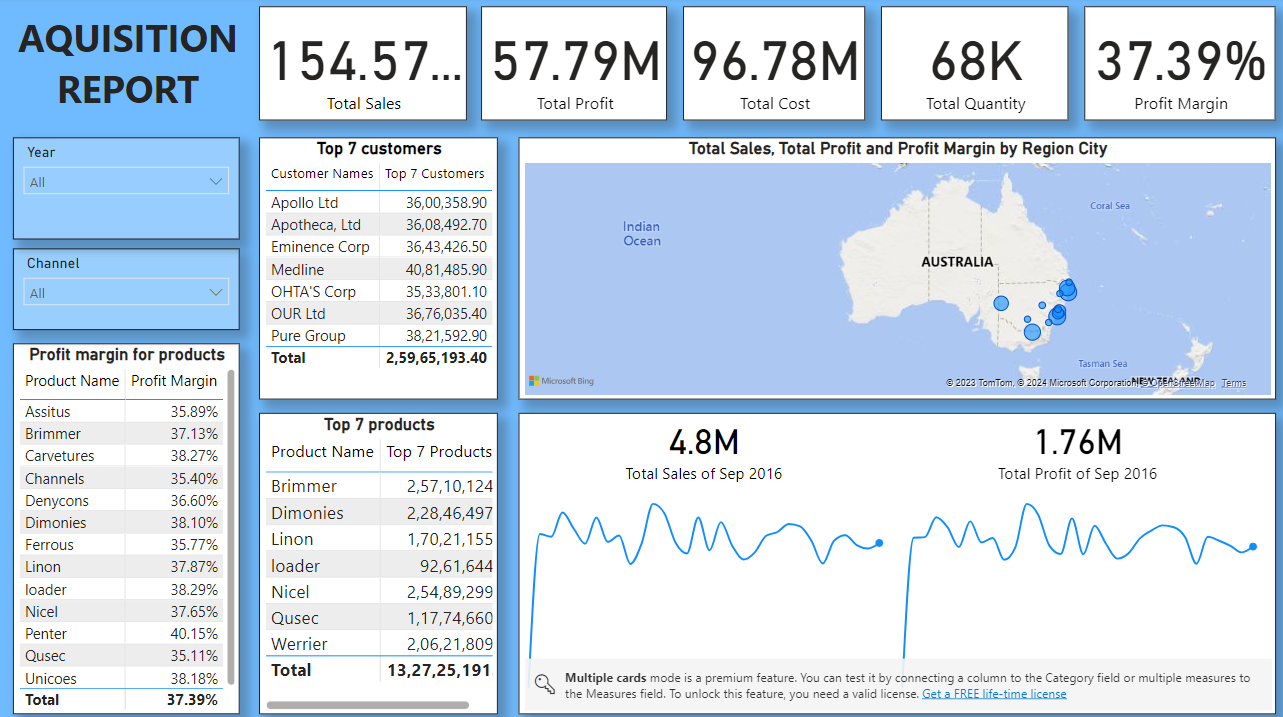 AQUISITION
REPORT
154.57...
Total Sales
57.79M
Total Profit
96.78M
Total Cost
68K
Total Quantity
37.39%
Profit Margin
Year
All
Channel
All
Profit margin for products
Product Name Profit Margin
Assitus 35.89%
Brimmer 37.13%
Carvetures 38.27%
Channels 35.40%
Denycons 36.60%
Dimonies 38.10%
Ferrous 35.77%
Linon 37.87%
loader 38.29%
Nicel 37.65%
Penter 40.15%
Qusec 35.11%
Unicoes 38.18%
Total 37.39%
Top 7 customers
Customer Names Top 7 Customers
Apollo Ltd 36,00,358.90
Apotheca, Ltd 36,08,492.70
Eminence Corp 36,43,426.50
Medline 40,81,485.90
OHTA'S Corp 35,33,801.10
OUR Ltd 36,76,035.40
Pure Group 38,21,592.90
Total 2,59,65,193.40
Top 7 products
Product Name Top 7 Products
Brimmer 2,57,10,124
Dimonies 2,28,46,497
Linon 1,70,21,155
loader 92,61,644
Nicel 2,54,89,299
Qusec 1,17,74,660
Werrier 2,06,21,809
Total 13,27,25,191
Total Sales, Total Profit and Profit Margin by Region City
Indian
Ocean
Coral Sea
AUSTRALIA
Tasman Sea
NEW ZEALAND
Microsoft Bing
© 2023 TomTom, © 2024 Microsoft Corporation, © OpenStreetMap Terms
4.8M
Total Sales of Sep 2016
1.76M
Total Profit of Sep 2016
Multiple cards mode is a premium feature. You can test it by connecting a column to the Category field or multiple measures to
the Measures field. To unlock this feature, you need a valid license. Get a FREE life-time license